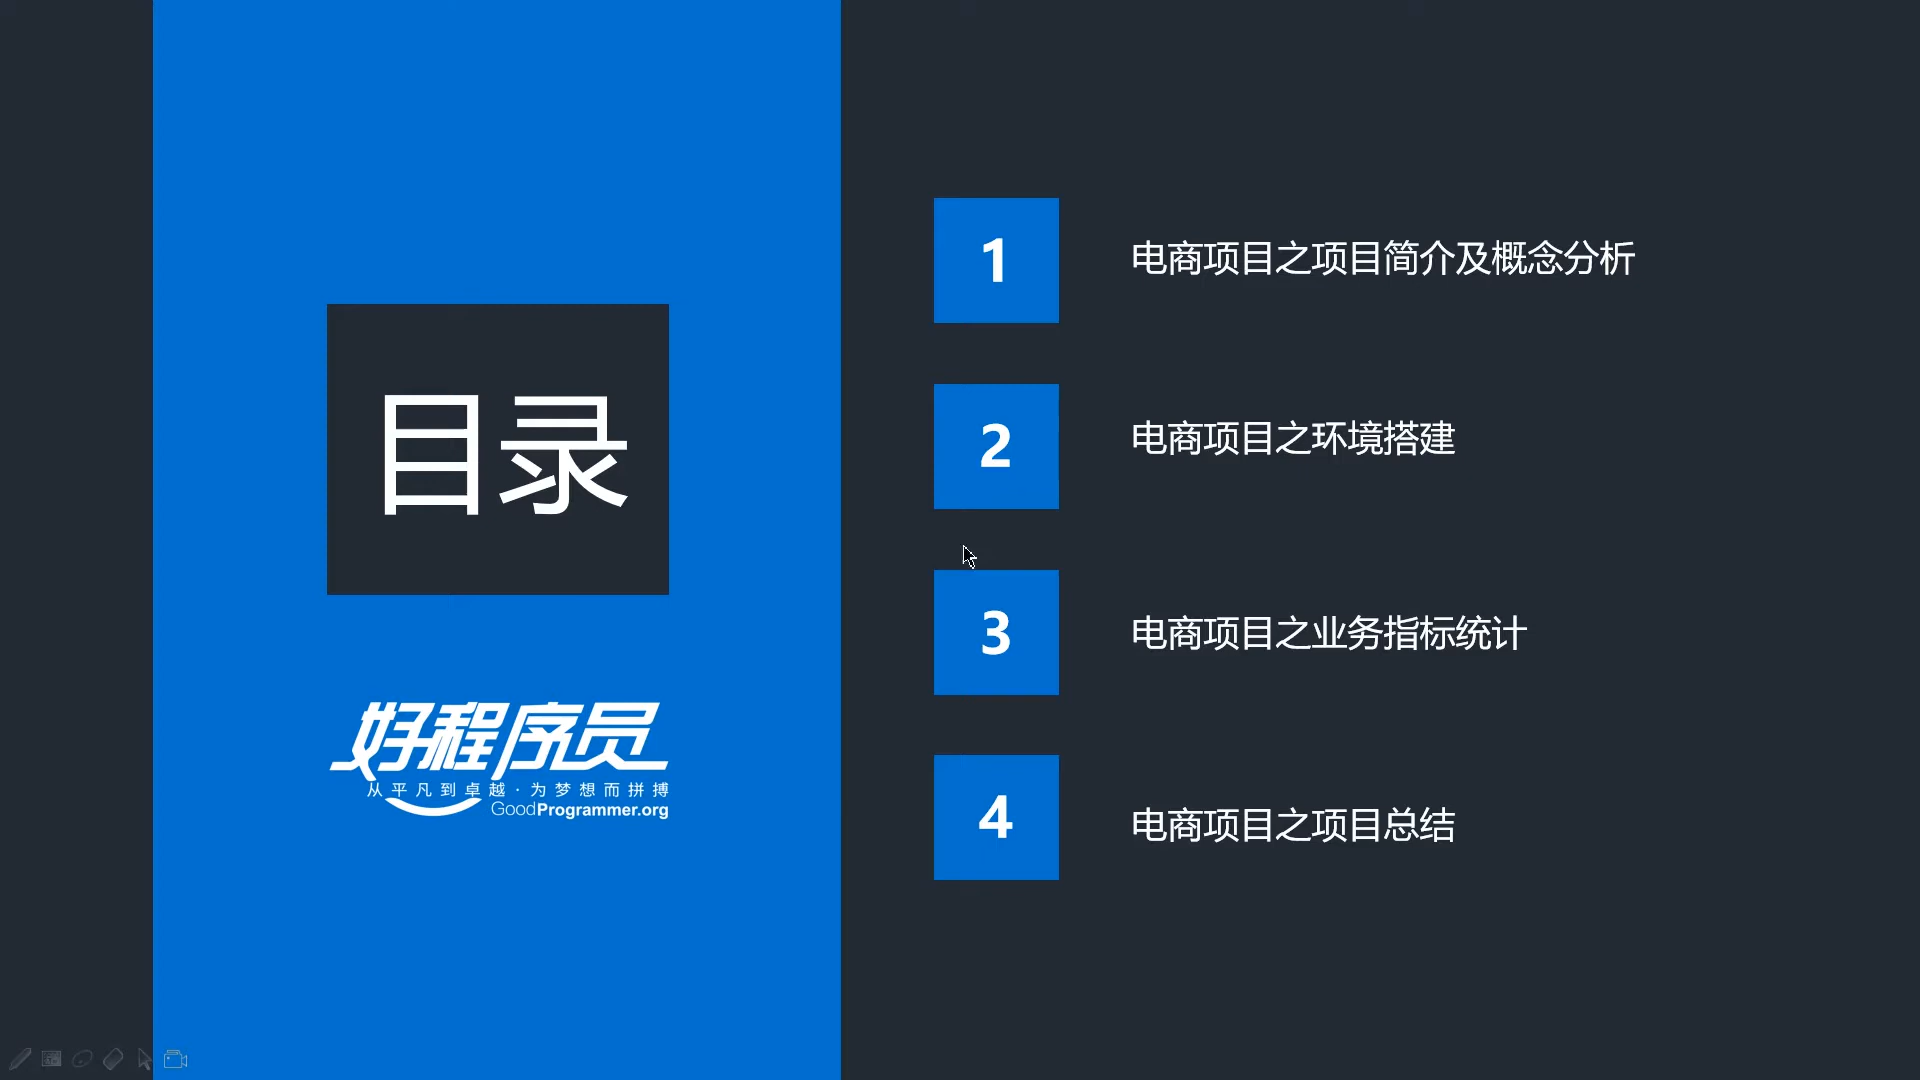 目录
好程序员
从平凡到卓越·为梦想而拼搏
GoodProgrammer.org
1
电商项目之项目简介及概念分析
2
电商项目之环境搭建
3
电商项目之业务指标统计
4
电商项目之项目总结